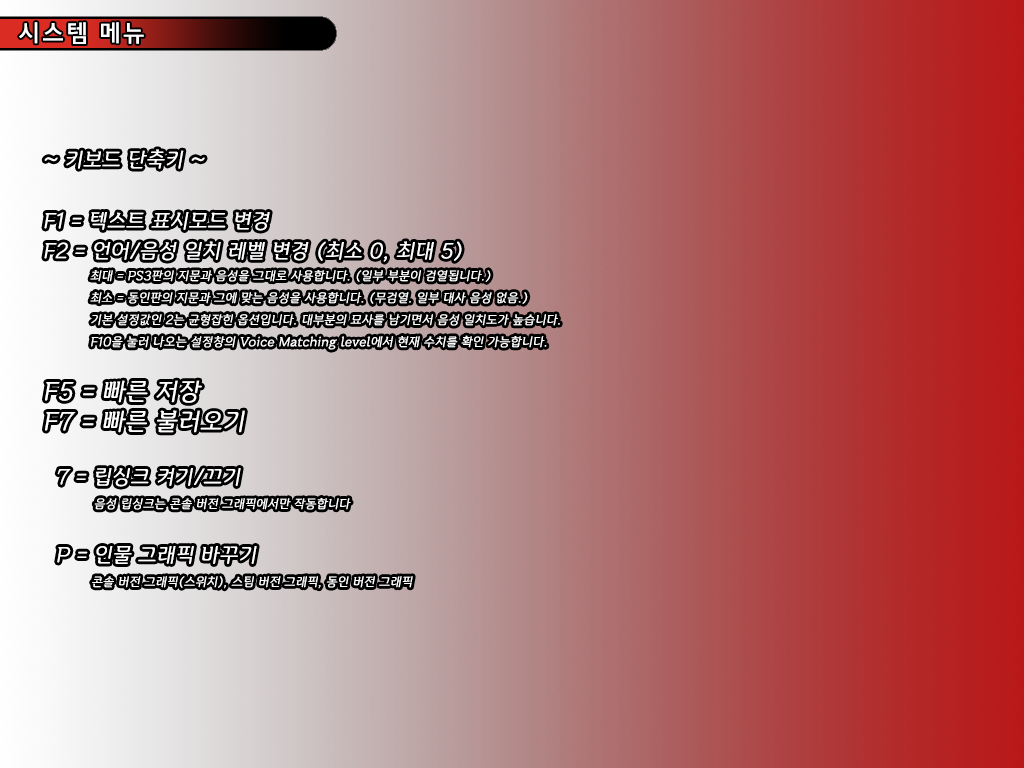 시스템 메뉴
~ 키보드 단축키 ~
F1 = 텍스트 표시모드 변경
F2 = 언어/음성 일치 레벨 변경 (최소 0, 최대 5)
최대 = PS3판의 지문과 음성을 그대로 사용합니다. (일부 부분이 검열됩니다.)
최소 = 동인판의 지문과 그에 맞는 음성을 사용합니다. (무검열. 일부 대사 음성 없음.)
기본 설정값인 2는 균형잡힌 옵션입니다. 대부분의 묘사를 남기면서 음성 일치도가 높습니다.
F10을 눌러 나오는 설정창의 Voice Matching level에서 현재 수치를 확인 가능합니다.
F5 = 빠른 저장
F7 = 빠른 불러오기
7 = 립싱크 켜기/끄기
음성 립싱크는 콘솔 버전 그래픽에서만 작동합니다
P = 인물 그래픽 바꾸기
콘솔 버전 그래픽(스위치), 스팀 버전 그래픽, 동인 버전 그래픽